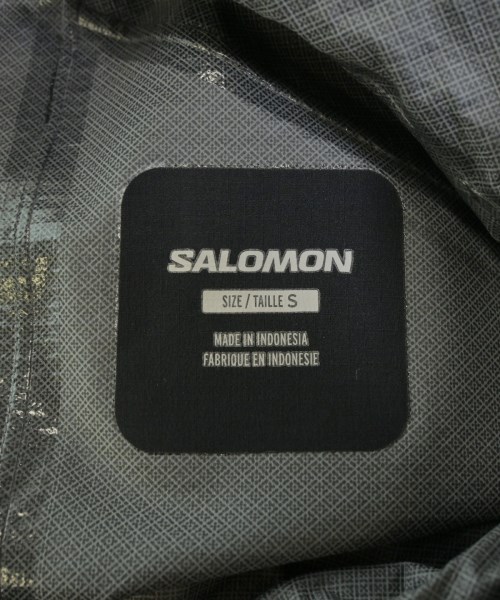 SALOMON
SIZE / TAILLE S
MADE IN INDONESIA
FABRIQUE EN INDONESIE